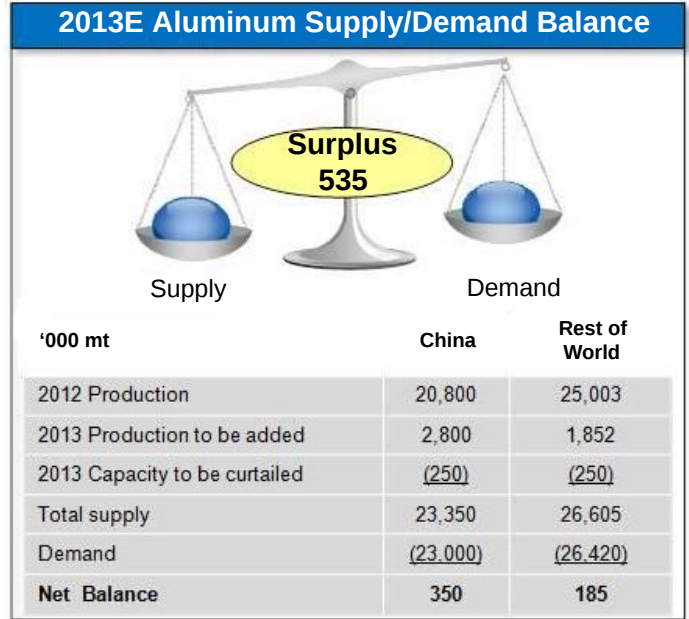 2013E Aluminum Supply/Demand Balance
Surplus
535
Supply Demand
‘000 mt China Rest of World
2012 Production 20,800 25,003
2013 Production to be added 2,800 1,852
2013 Capacity to be curtailed (250) (250)
Total supply 23,350 26,605
Demand (23,000) (26,420)
Net Balance 350 185